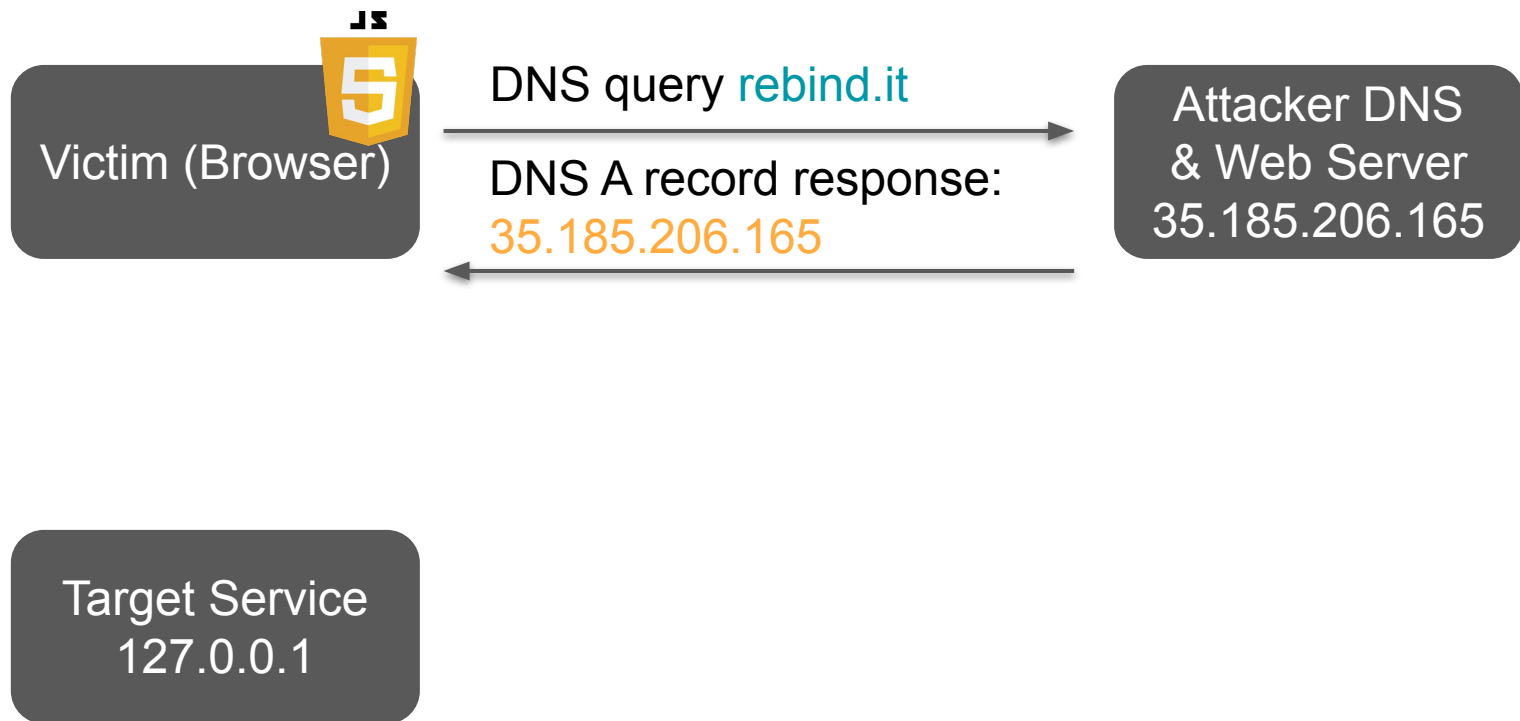 JS
Victim (Browser)
DNS query rebind.it
DNS A record response:
35.185.206.165
Attacker DNS
& Web Server
35.185.206.165
Target Service
127.0.0.1